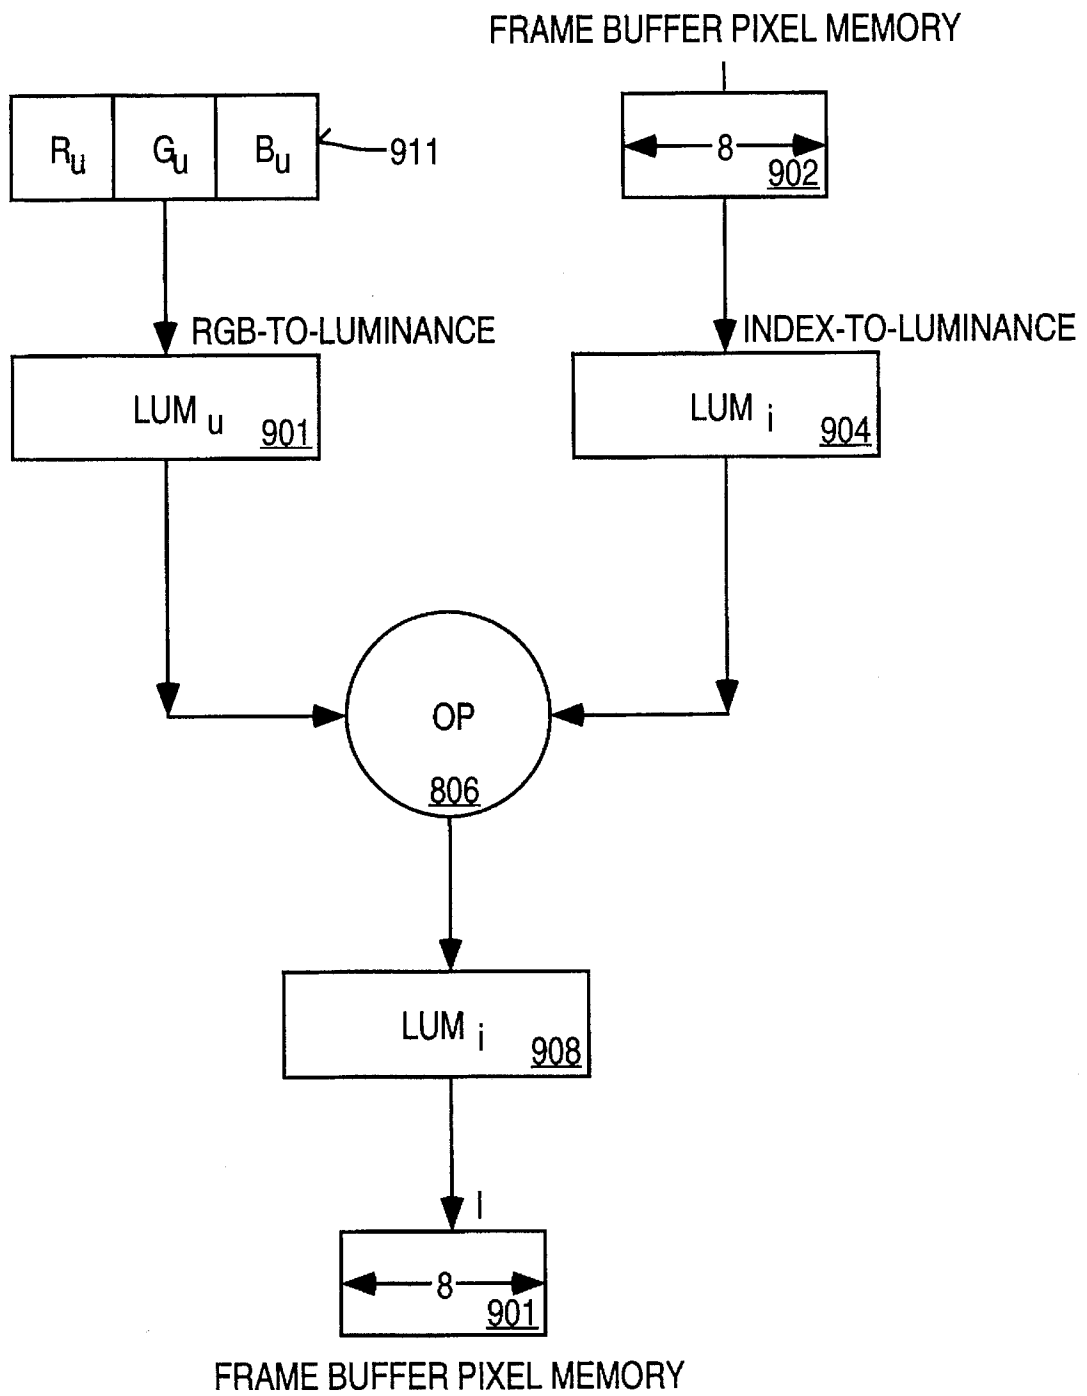 FRAME BUFFER PIXEL MEMORY
Ru Gu Bu
911
8
902
RGB-TO-LUMINANCE
INDEX-TO-LUMINANCE
LUM u
901
LUM i
904
OP
806
LUM i
908
I
8
901
FRAME BUFFER PIXEL MEMORY